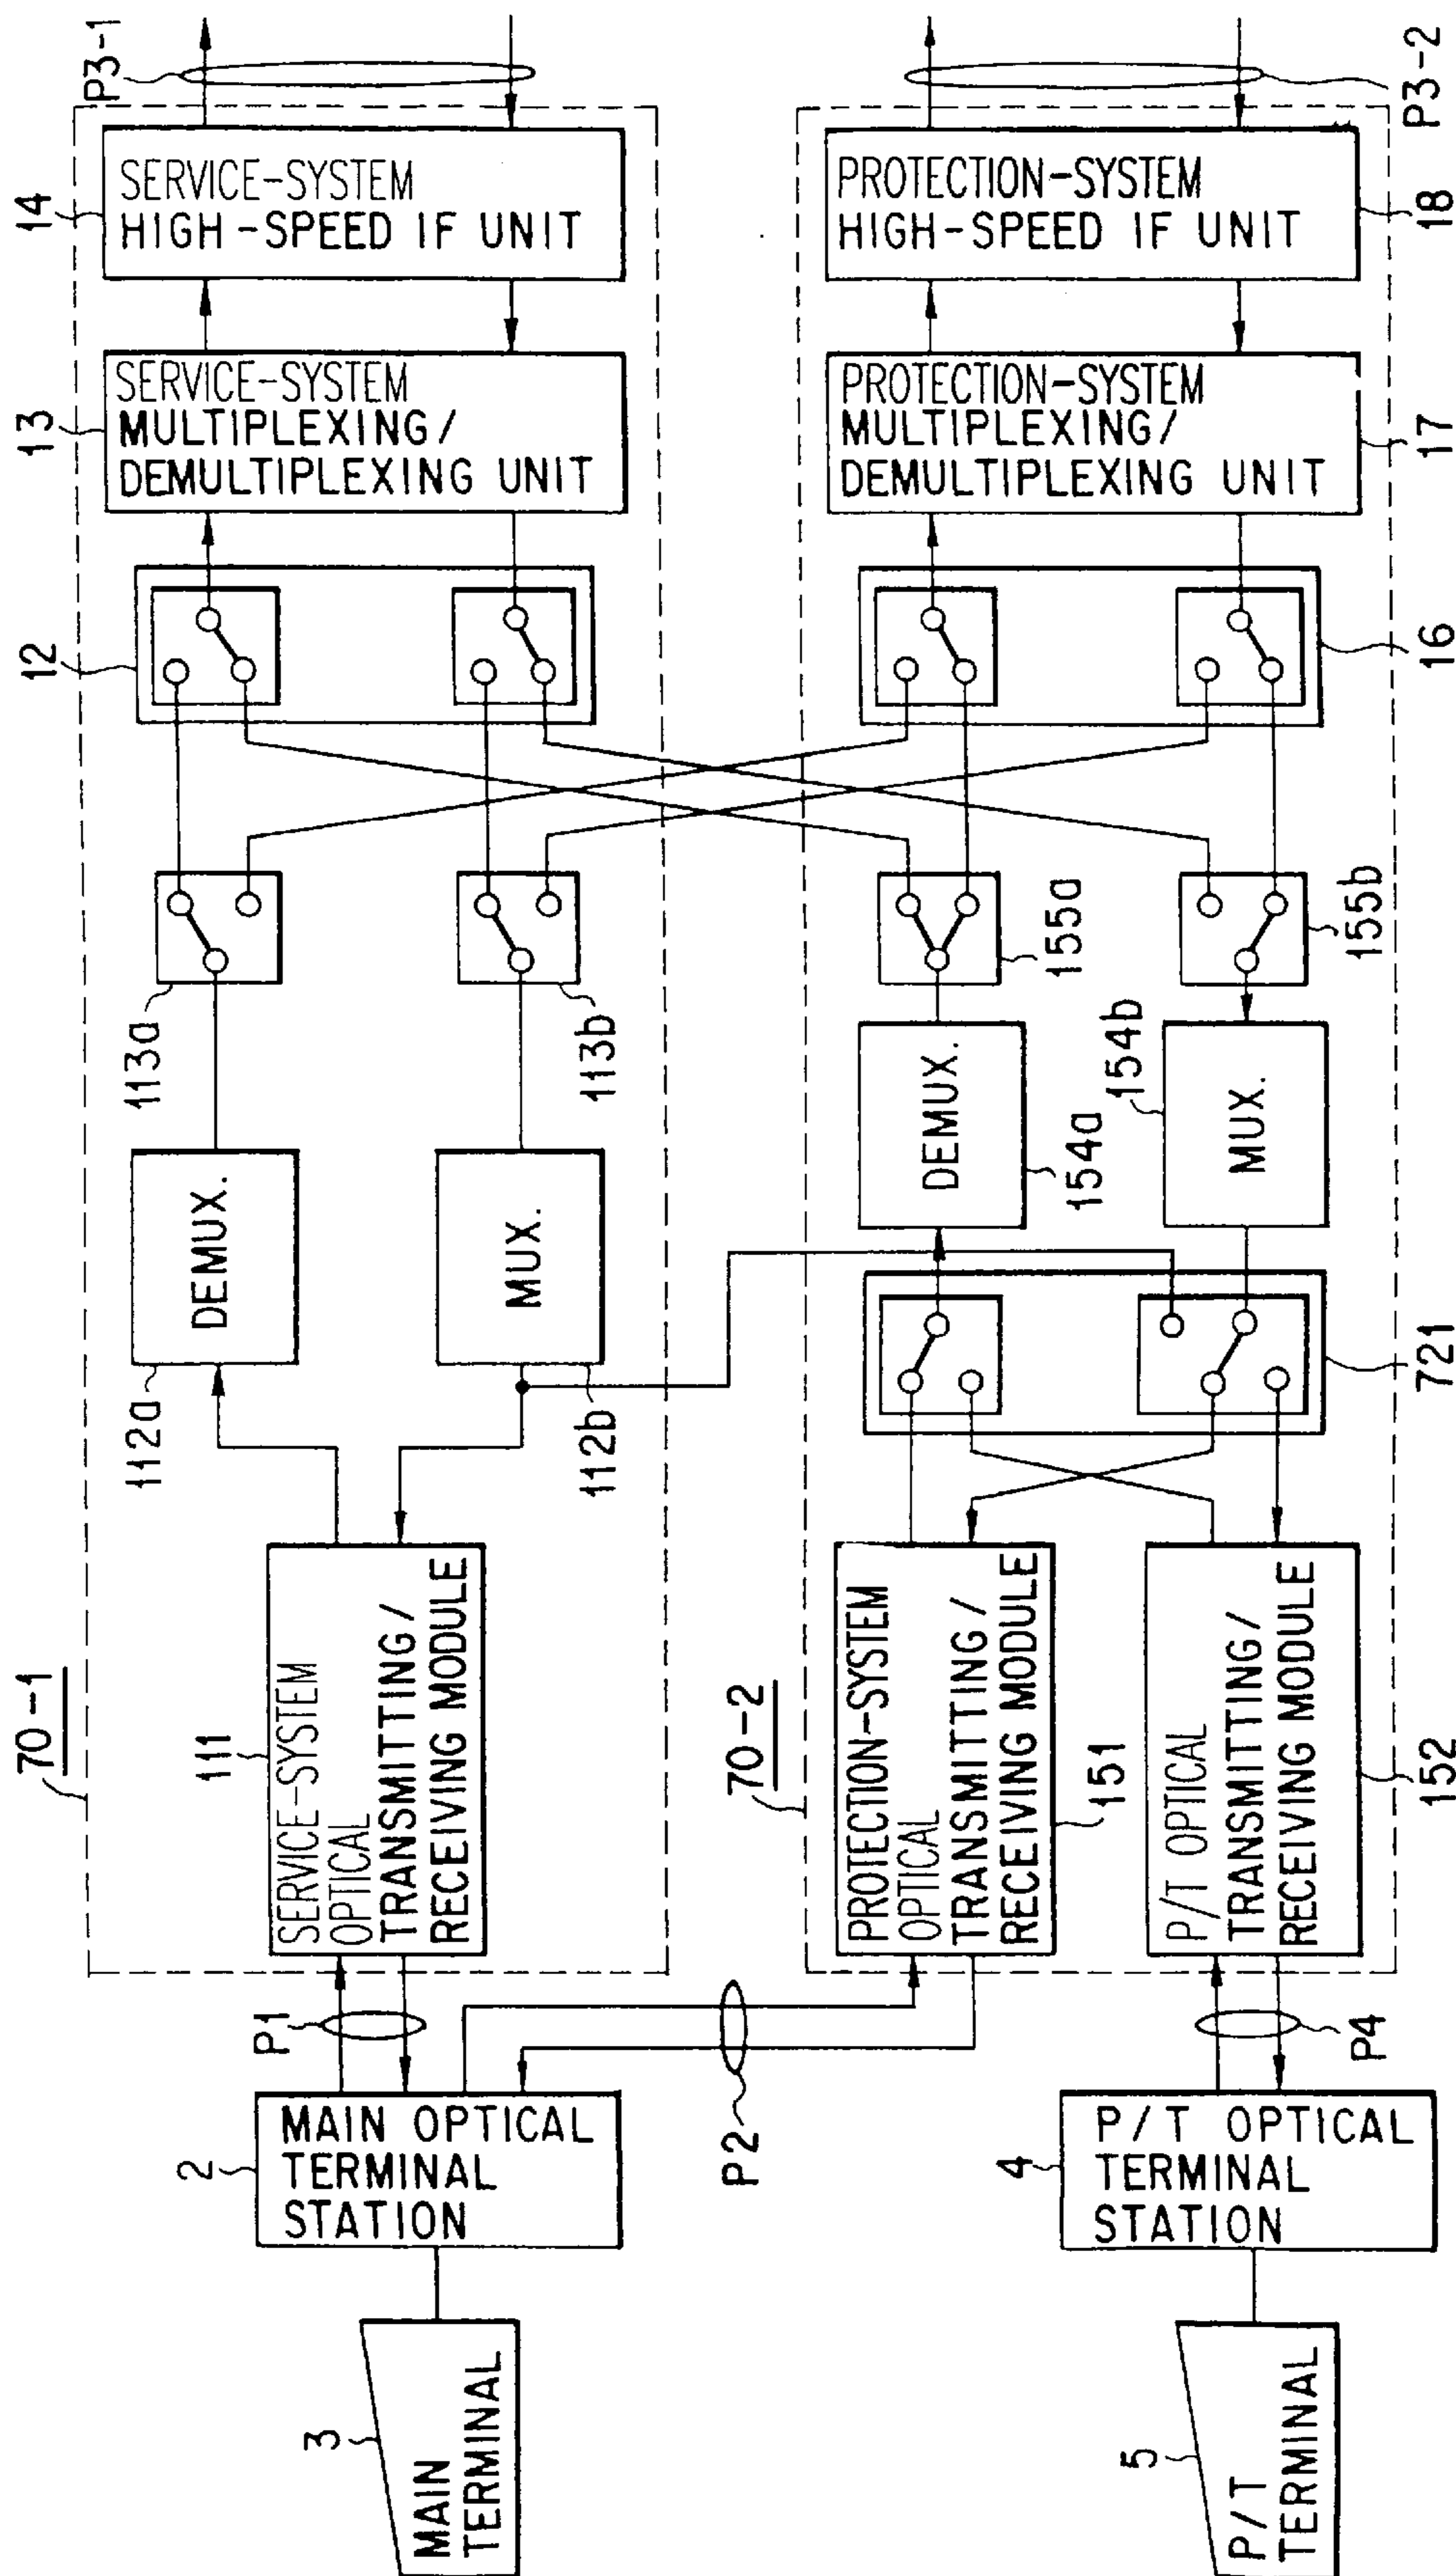 3
MAIN
TERMINAL
2
MAIN OPTICAL
TERMINAL
STATION
P1
P2
70-1
111
SERVICE-SYSTEM
OPTICAL
TRANSMITTING/
RECEIVING MODULE
112a
DEMUX.
112b
MUX.
113a
113b
12
13
SERVICE-SYSTEM
MULTIPLEXING/
DEMULTIPLEXING UNIT
14
SERVICE-SYSTEM
HIGH-SPEED IF UNIT
P3-1
5
P/T
TERMINAL
4
P/T OPTICAL
TERMINAL
STATION
P4
70-2
PROTECTION-SYSTEM
OPTICAL
TRANSMITTING/
RECEIVING MODULE
151
P/T OPTICAL
TRANSMITTING/
RECEIVING MODULE
152
721
DEMUX.
154a
154b
MUX.
155a
155b
16
PROTECTION-SYSTEM
MULTIPLEXING/
DEMULTIPLEXING UNIT
17
PROTECTION-SYSTEM
HIGH-SPEED IF UNIT
18
P3-2